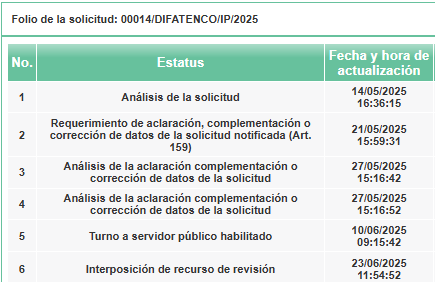 Folio de la solicitud: 00014/DIFATENCO/IP/2025
No. Estatus Fecha y hora de
actualización
1 Análisis de la solicitud 14/05/2025
16:36:15
2 Requerimiento de aclaración, complementación o
corrección de datos de la solicitud notificada (Art.
159) 21/05/2025
15:59:31
3 Análisis de la aclaración complementación o
corrección de datos de la solicitud 27/05/2025
15:16:42
4 Análisis de la aclaración complementación o
corrección de datos de la solicitud 27/05/2025
15:16:52
5 Turno a servidor público habilitado 10/06/2025
09:15:42
6 Interposición de recurso de revisión 23/06/2025
11:54:52